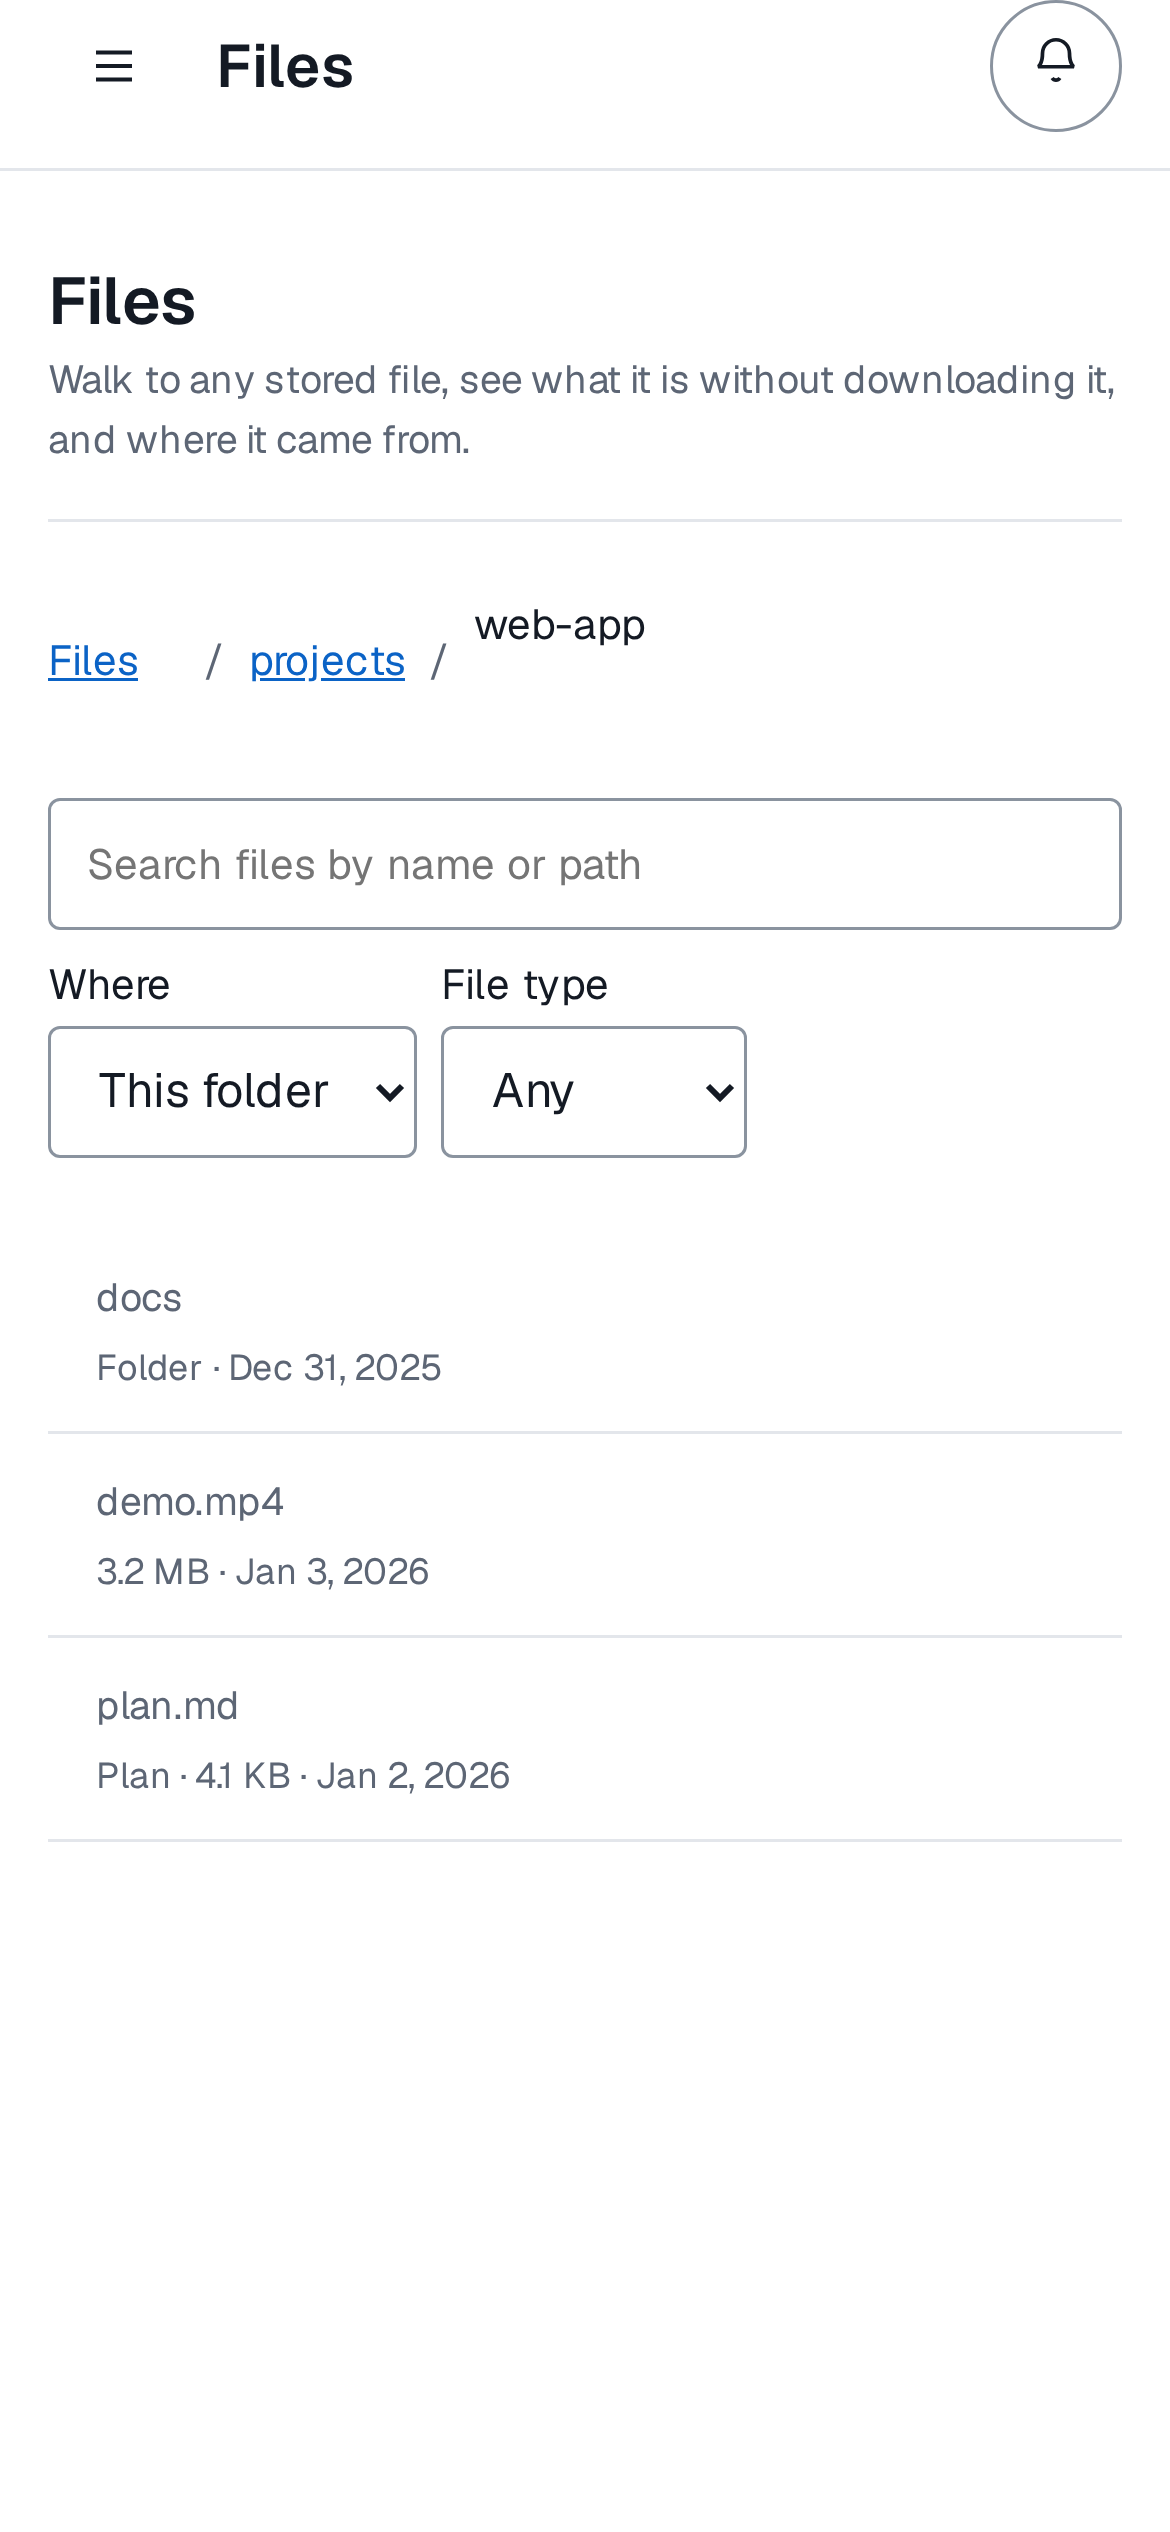 Files
Files
Walk to any stored file, see what it is without downloading it,
and where it came from.
Files / projects / web-app
Search files by name or path
Where File type
This folder Any
docs
Folder · Dec 31, 2025
demo.mp4
3.2 MB · Jan 3, 2026
plan.md
Plan · 4.1 KB · Jan 2, 2026